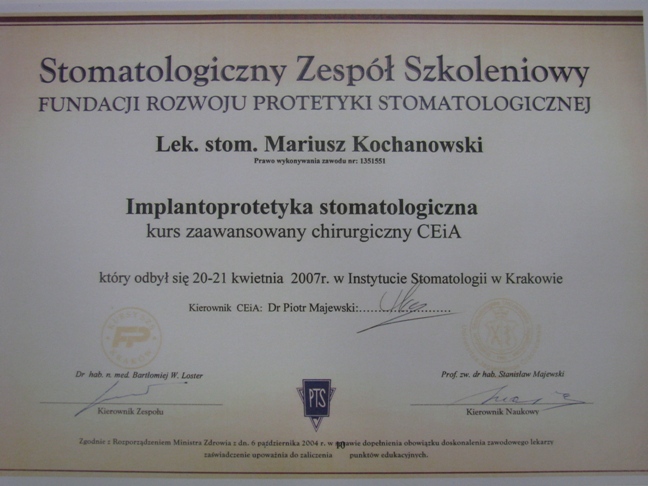 Stomatologiczny Zespół Szkoleniowy
FUNDACJI ROZWOJU PROTETYKI STOMATOLOGICZNEJ
Lek. stom. Mariusz Kochanowski
Prawo wykonywania zawodu nr: 1351551
Implantoprotetyka stomatologiczna
kurs zaawansowany chirurgiczny CEiA
który odbył się 20-21 kwietnia 2007r. w Instytucie Stomatologii w Krakowie
Kierownik CEiA: Dr Piotr Majewski:
Dr hab. n. med. Bartłomiej W. Loster
Kierownik Zespołu
PTS
Prof. zw. dr hab. Stanisław Majewski
Kierownik Naukowy
Zgodnie z Rozporządzeniem Ministra Zdrowia z dn. 6 października 2004 r. w sprawie dopełnienia obowiązku doskonalenia zawodowego lekarzy
zaświadczenie upoważnia do zaliczenia 10 punktów edukacyjnych.